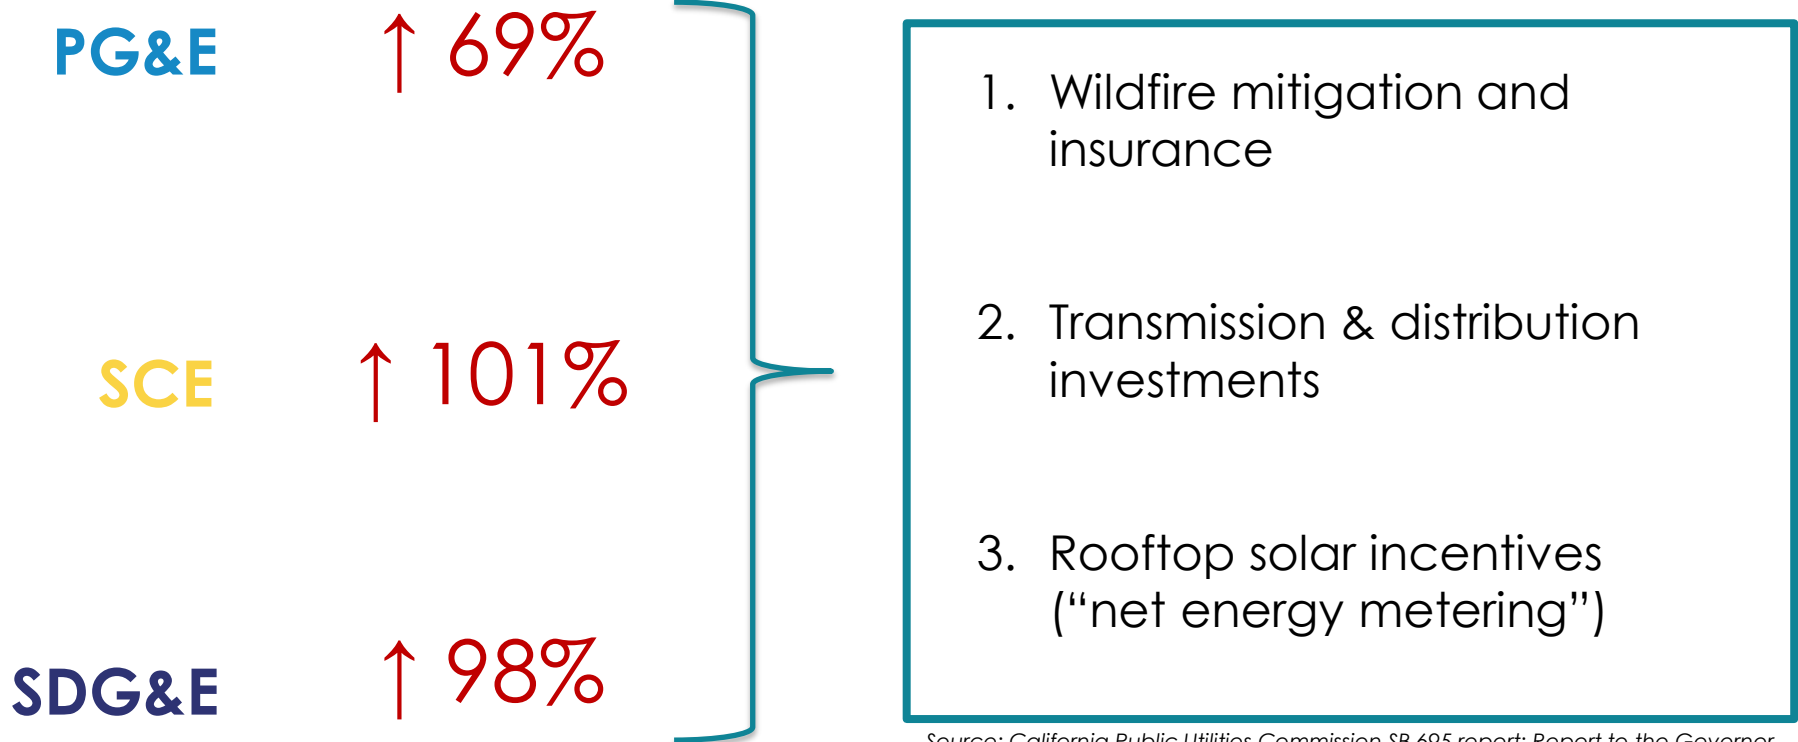 PG&E ↑ 69%
SCE ↑ 101%
SDG&E ↑ 98%
1. Wildfire mitigation and
insurance
2. Transmission & distribution
investments
3. Rooftop solar incentives
(“net energy metering”)
Source: California Public Utilities Commission SB 695 report: Report to the Governor